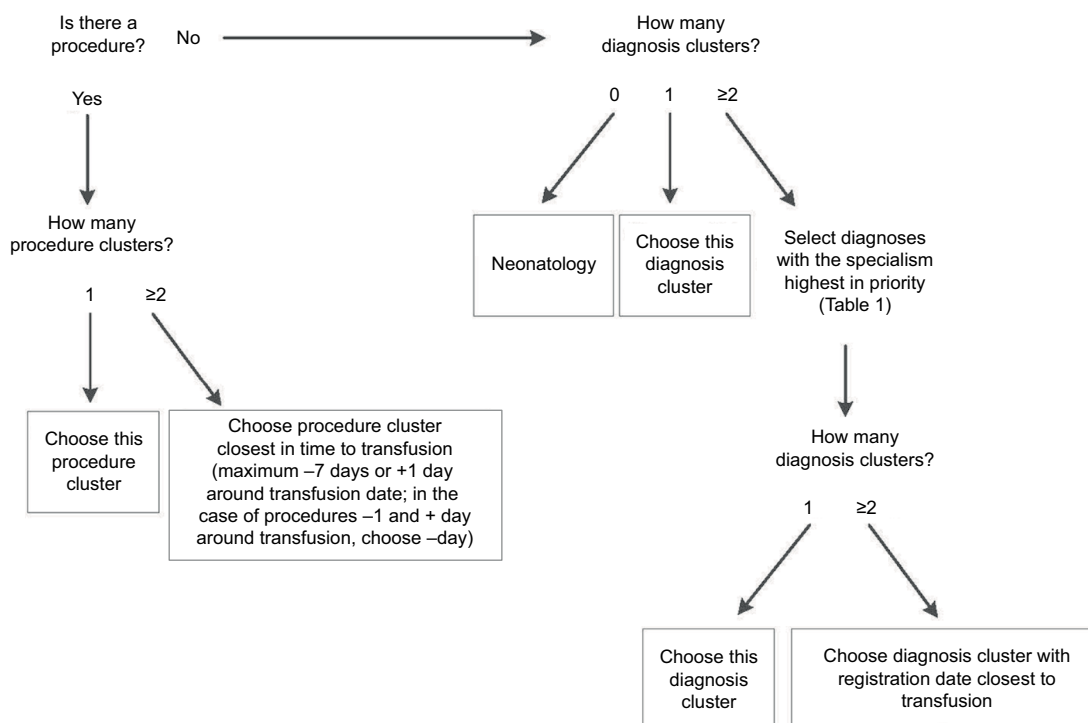 Is there a
procedure?
No
How many
diagnosis clusters?
Yes
0
1
≥2
How many
procedure clusters?
Neonatology
Choose this
diagnosis
cluster
Select diagnoses
with the specialism
highest in priority
(Table 1)
1
≥2
Choose this
procedure
cluster
Choose procedure cluster
closest in time to transfusion
(maximum –7 days or +1 day
around transfusion date; in the
case of procedures –1 and + day
around transfusion, choose –day)
How many
diagnosis clusters?
1
≥2
Choose this
diagnosis
cluster
Choose diagnosis cluster with
registration date closest to
transfusion